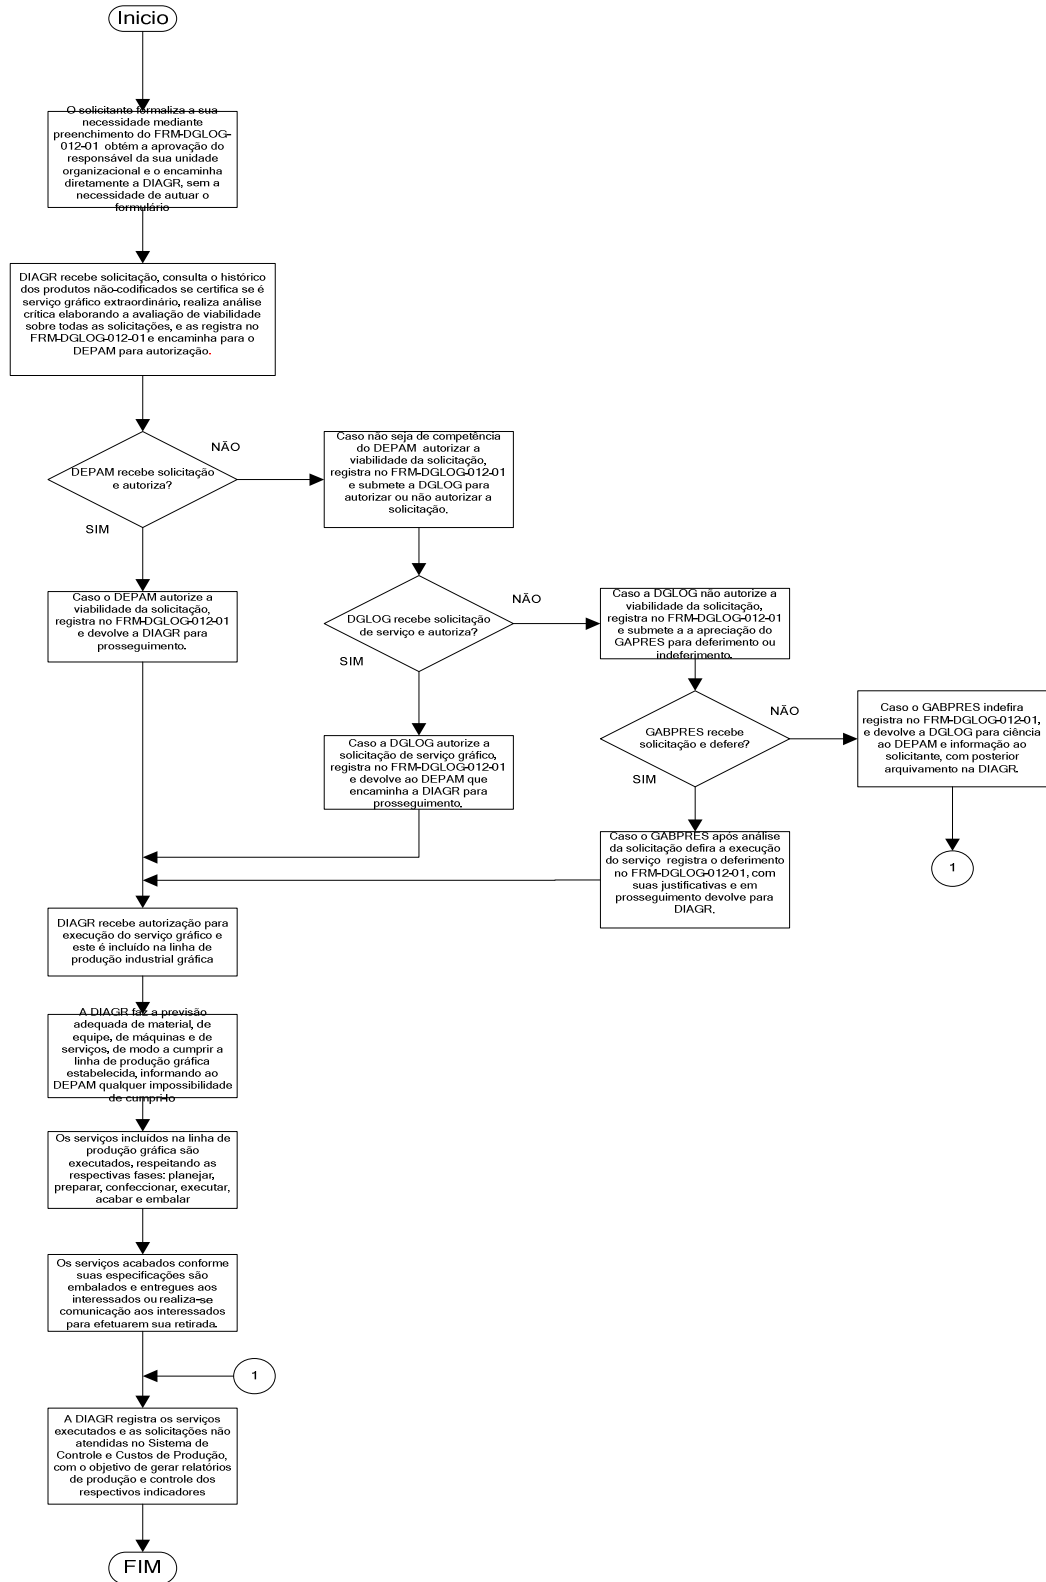 Inicio
O solicitante formaliza a sua
necessidade mediante
preenchimento do FRM-DGLOG-
012-01 obtém a aprovação do
responsável da sua unidade
organizacional e o encaminha
diretamente a DIAGR, sem a
necessidade de autuar o
formulário
DIAGR recebe solicitação, consulta o histórico
dos produtos não-codificados se certifica se é
serviço gráfico extraordinário, realiza análise
crítica elaborando a avaliação de viabilidade
sobre todas as solicitações, e as registra no
FRM-DGLOG-012-01 e encaminha para o
DEPAM para autorização.
DEPAM recebe solicitação
e autoriza?
NÃO
SIM
Caso não seja de competência
do DEPAM autorizar a
viabilidade da solicitação,
registra no FRM-DGLOG-012-01
e submete a DGLOG para
autorizar ou não autorizar a
solicitação.
Caso o DEPAM autorize a
viabilidade da solicitação,
registra no FRM-DGLOG-012-01
e devolve a DIAGR para
prosseguimento.
DGLOG recebe solicitação
de serviço e autoriza?
NÃO
SIM
Caso a DGLOG não autorize a
viabilidade da solicitação,
registra no FRM-DGLOG-012-01
e submete a a apreciação do
GAPRES para deferimento ou
indeferimento.
Caso a DGLOG autorize a
solicitação de serviço gráfico,
registra no FRM-DGLOG-012-01
e devolve ao DEPAM que
encaminha a DIAGR para
prosseguimento.
GABPRES recebe
solicitação e defere?
NÃO
SIM
Caso o GABPRES indefira
registra no FRM-DGLOG-012-01,
e devolve a DGLOG para ciência
ao DEPAM e informação ao
solicitante, com posterior
arquivamento na DIAGR.
1
Caso o GABPRES após análise
da solicitação defira a execução
do serviço registra o deferimento
no FRM-DGLOG-012-01, com
suas justificativas e em
prosseguimento devolve para
DIAGR.
DIAGR recebe autorização para
execução do serviço gráfico e
este é incluído na linha de
produção industrial gráfica
A DIAGR faz a previsão
adequada de material, de
equipe, de máquinas e de
serviços, de modo a cumprir a
linha de produção gráfica
estabelecida, informando ao
DEPAM qualquer impossibilidade
de cumpri-lo
Os serviços incluídos na linha de
produção gráfica são
executados, respeitando as
respectivas fases: planejar,
preparar, confeccionar, executar,
acabar e embalar
Os serviços acabados conforme
suas especificações são
embalados e entregues aos
interessados ou realiza-se
comunicação aos interessados
para efetuarem sua retirada.
1
A DIAGR registra os serviços
executados e as solicitações não
atendidas no Sistema de
Controle e Custos de Produção,
com o objetivo de gerar relatórios
de produção e controle dos
respectivos indicadores
FIM